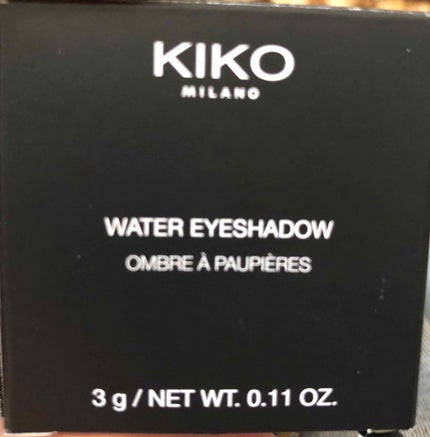 KIKO
MILANO
WATER EYESHADOW
OMBRE À PAUPIÈRES
3 g / NET WT. 0.11 OZ.